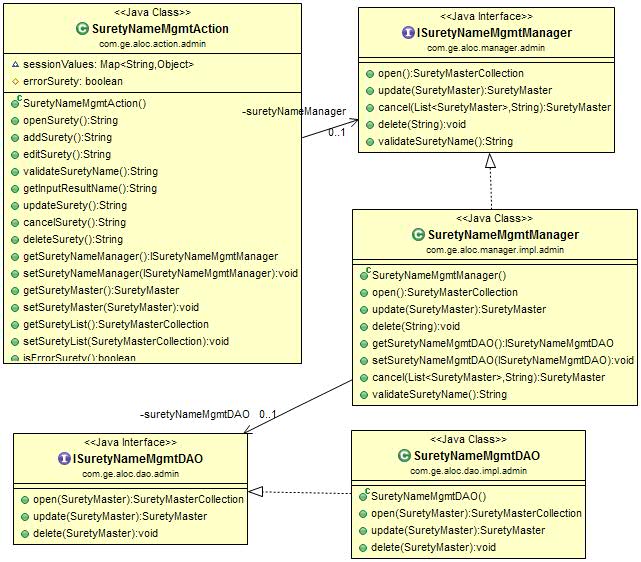 <<Java Class>>
SuretyNameMgmtAction
com.ge.aloc.action.admin
sessionValues: Map<String,Object>
errorSurety: boolean
SuretyNameMgmtAction()
openSurety():String
addSurety():String
editSurety():String
validateSuretyName():String
getInputResultName():String
updateSurety():String
cancelSurety():String
deleteSurety():String
getSuretyNameManager():ISuretyNameMgmtManager
setSuretyNameManager(ISuretyNameMgmtManager):void
getSuretyMaster():SuretyMaster
setSuretyMaster(SuretyMaster):void
getSuretyList():SuretyMasterCollection
setSuretyList(SuretyMasterCollection):void
isErrorSurety():boolean
-suretyNameManager
0..1
<<Java Interface>>
ISuretyNameMgmtManager
com.ge.aloc.manager.admin
open():SuretyMasterCollection
update(SuretyMaster):SuretyMaster
cancel(List<SuretyMaster>,String):SuretyMaster
delete(String):void
validateSuretyName():String
<<Java Class>>
SuretyNameMgmtManager
com.ge.aloc.manager.impl.admin
SuretyNameMgmtManager()
open():SuretyMasterCollection
update(SuretyMaster):SuretyMaster
delete(String):void
getSuretyNameMgmtDAO():ISuretyNameMgmtDAO
setSuretyNameMgmtDAO(ISuretyNameMgmtDAO):void
cancel(List<SuretyMaster>,String):SuretyMaster
validateSuretyName():String
-suretyNameMgmtDAO 0..1
<<Java Interface>>
ISuretyNameMgmtDAO
com.ge.aloc.dao.admin
open(SuretyMaster):SuretyMasterCollection
update(SuretyMaster):SuretyMaster
delete(SuretyMaster):void
<<Java Class>>
SuretyNameMgmtDAO
com.ge.aloc.dao.impl.admin
SuretyNameMgmtDAO()
open(SuretyMaster):SuretyMasterCollection
update(SuretyMaster):SuretyMaster
delete(SuretyMaster):void